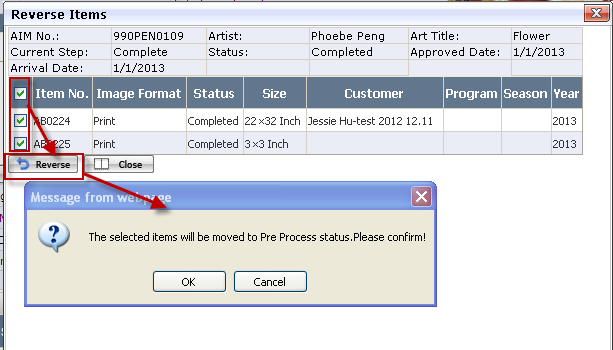 Reverse Items
AIM No.: 990PEN0109 Artist: Phoebe Peng Art Title: Flower
Current Step: Complete Status: Completed Approved Date: 1/1/2013
Arrival Date: 1/1/2013
Item No. Image Format Status Size Customer Program Season Year
AB0224 Print Completed 22×32 Inch Jessie Hu-test 2012 12.11 2013
AB0225 Print Completed 3×3 Inch 2013
Reverse Close
Message from webpage
The selected items will be moved to Pre Process status.Please confirm!
OK Cancel